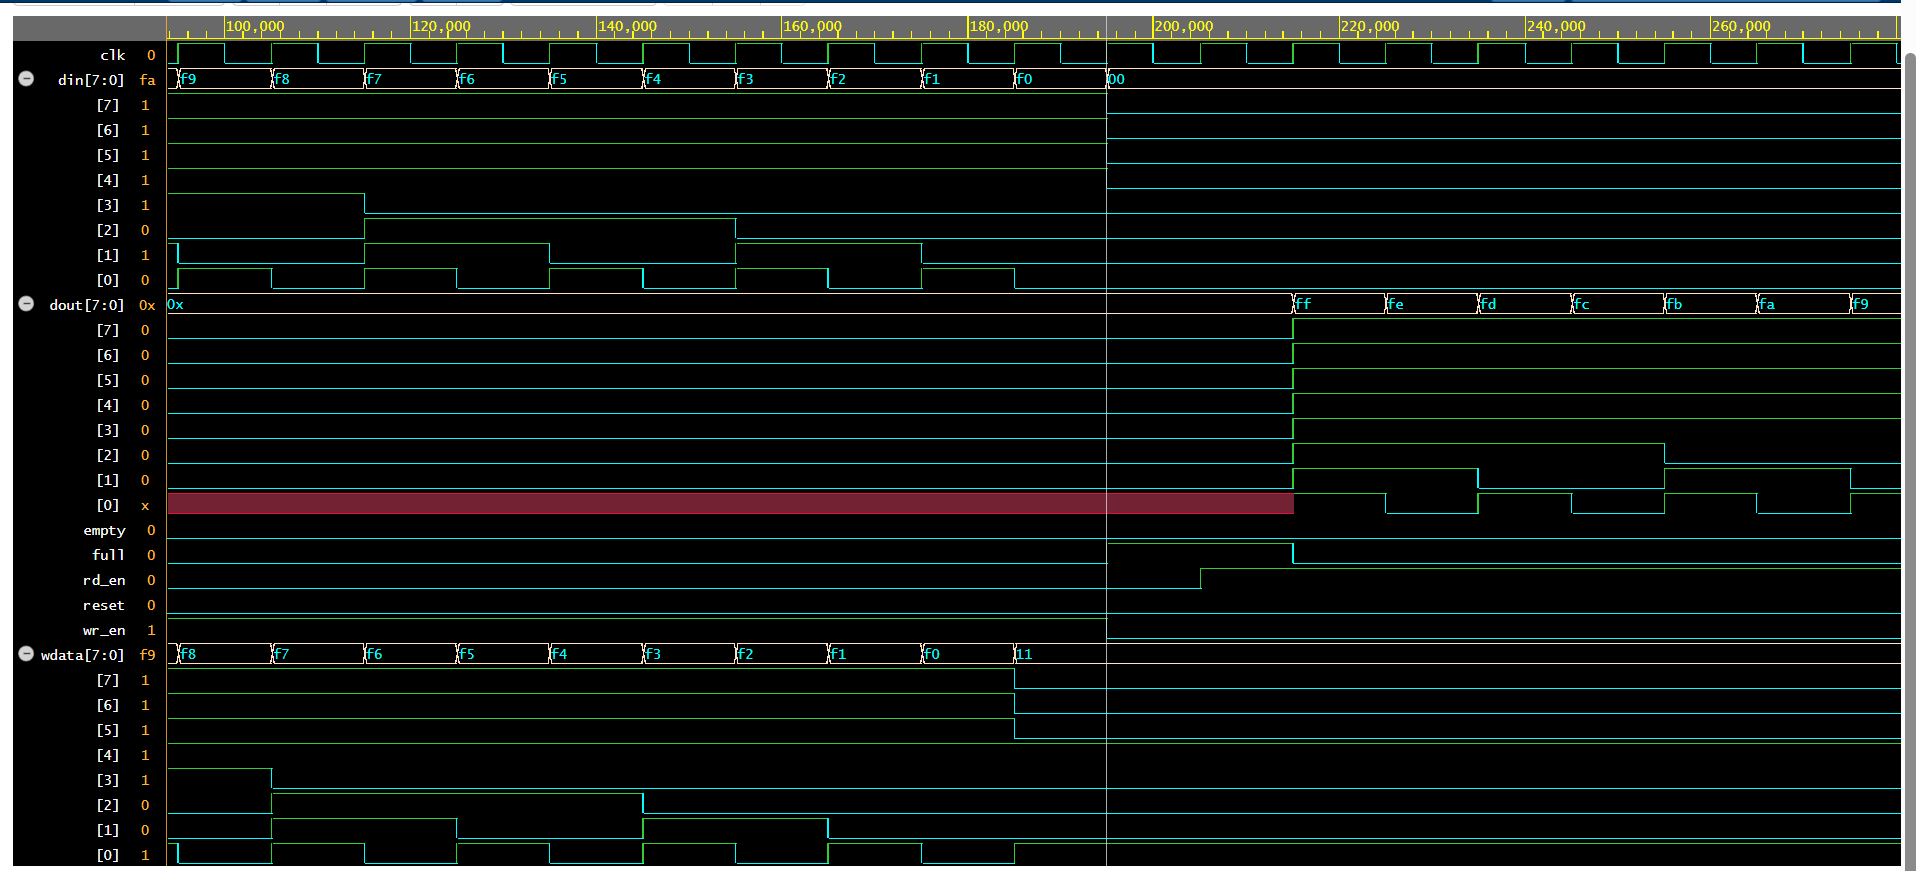 100,000 120,000 140,000 160,000 180,000 200,000 220,000 240,000 260,000
clk 0
din[7:0] fa f9 f8 f7 f6 f5 f4 f3 f2 f1 f0 00
[7] 1
[6] 1
[5] 1
[4] 1
[3] 1
[2] 0
[1] 1
[0] 0
dout[7:0] 0x 0x ff fe fd fc fb fa f9
[7] 0
[6] 0
[5] 0
[4] 0
[3] 0
[2] 0
[1] 0
[0] x
empty 0
full 0
rd_en 0
reset 0
wr_en 1
wdata[7:0] f9 f8 f7 f6 f5 f4 f3 f2 f1 f0 11
[7] 1
[6] 1
[5] 1
[4] 1
[3] 1
[2] 0
[1] 0
[0] 1